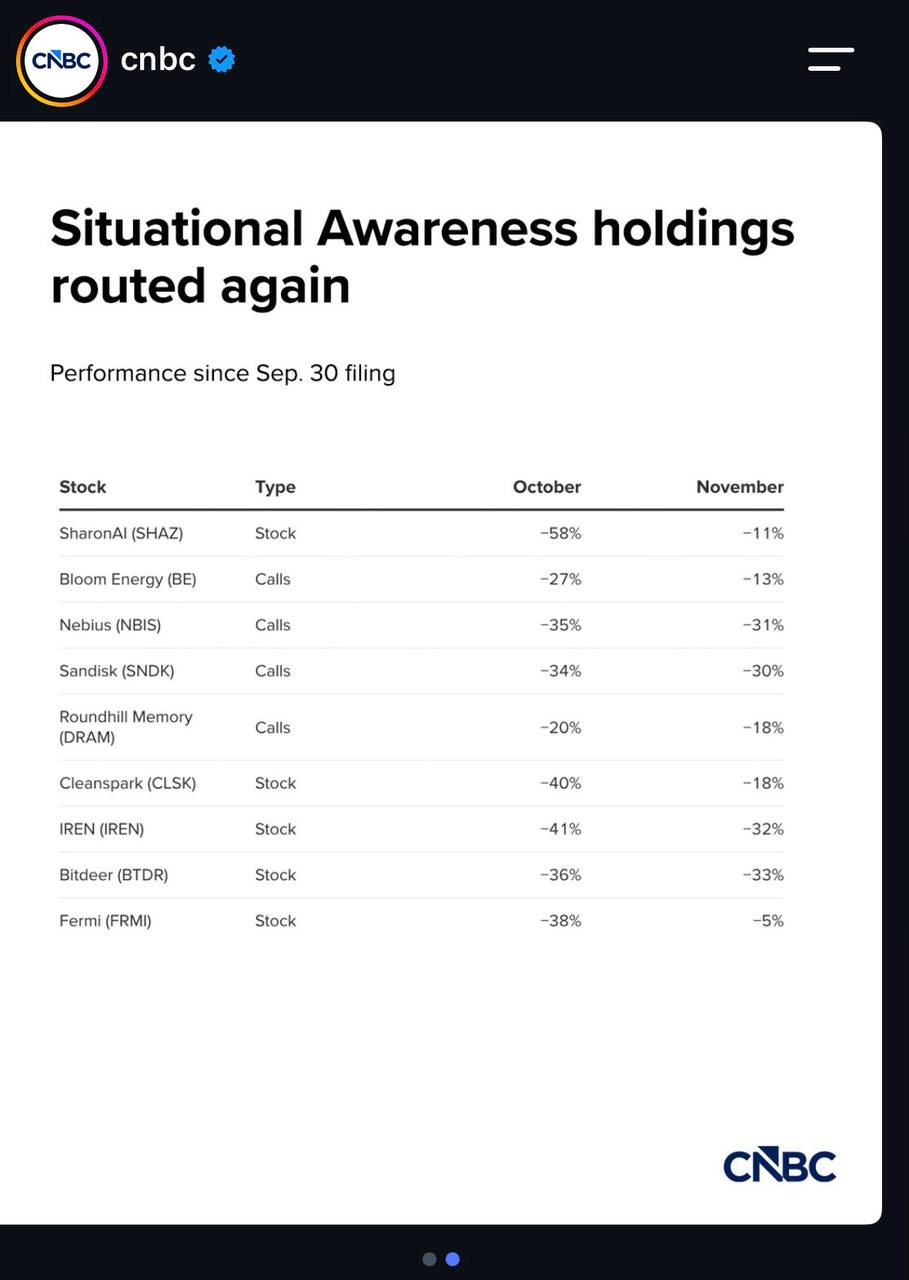 CNBC
cnbc
Situational Awareness holdings
routed again
Performance since Sep. 30 filing
Stock Type October November
SharonAI (SHAZ) Stock −58% −11%
Bloom Energy (BE) Calls −27% −13%
Nebius (NBIS) Calls −35% −31%
Sandisk (SNDK) Calls −34% −30%
Roundhill Memory
(DRAM) Calls −20% −18%
Cleanspark (CLSK) Stock −40% −18%
IREN (IREN) Stock −41% −32%
Bitdeer (BTDR) Stock −36% −33%
Fermi (FRMI) Stock −38% −5%
CNBC